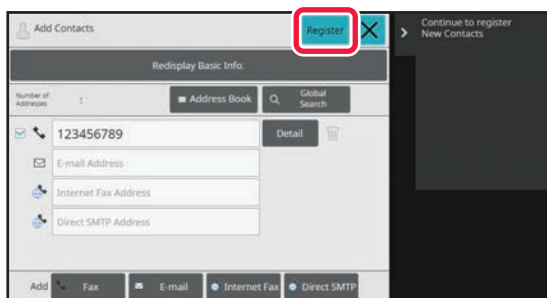 Add Contacts
Register
Continue to register
New Contacts
Redisplay Basic Info.
Number of
Addresses
:
Address Book
Global
Search
123456789
Detail
E-mail Address
Internet Fax Address
Direct SMTP Address
Add
Fax
E-mail
Internet Fax
Direct SMTP